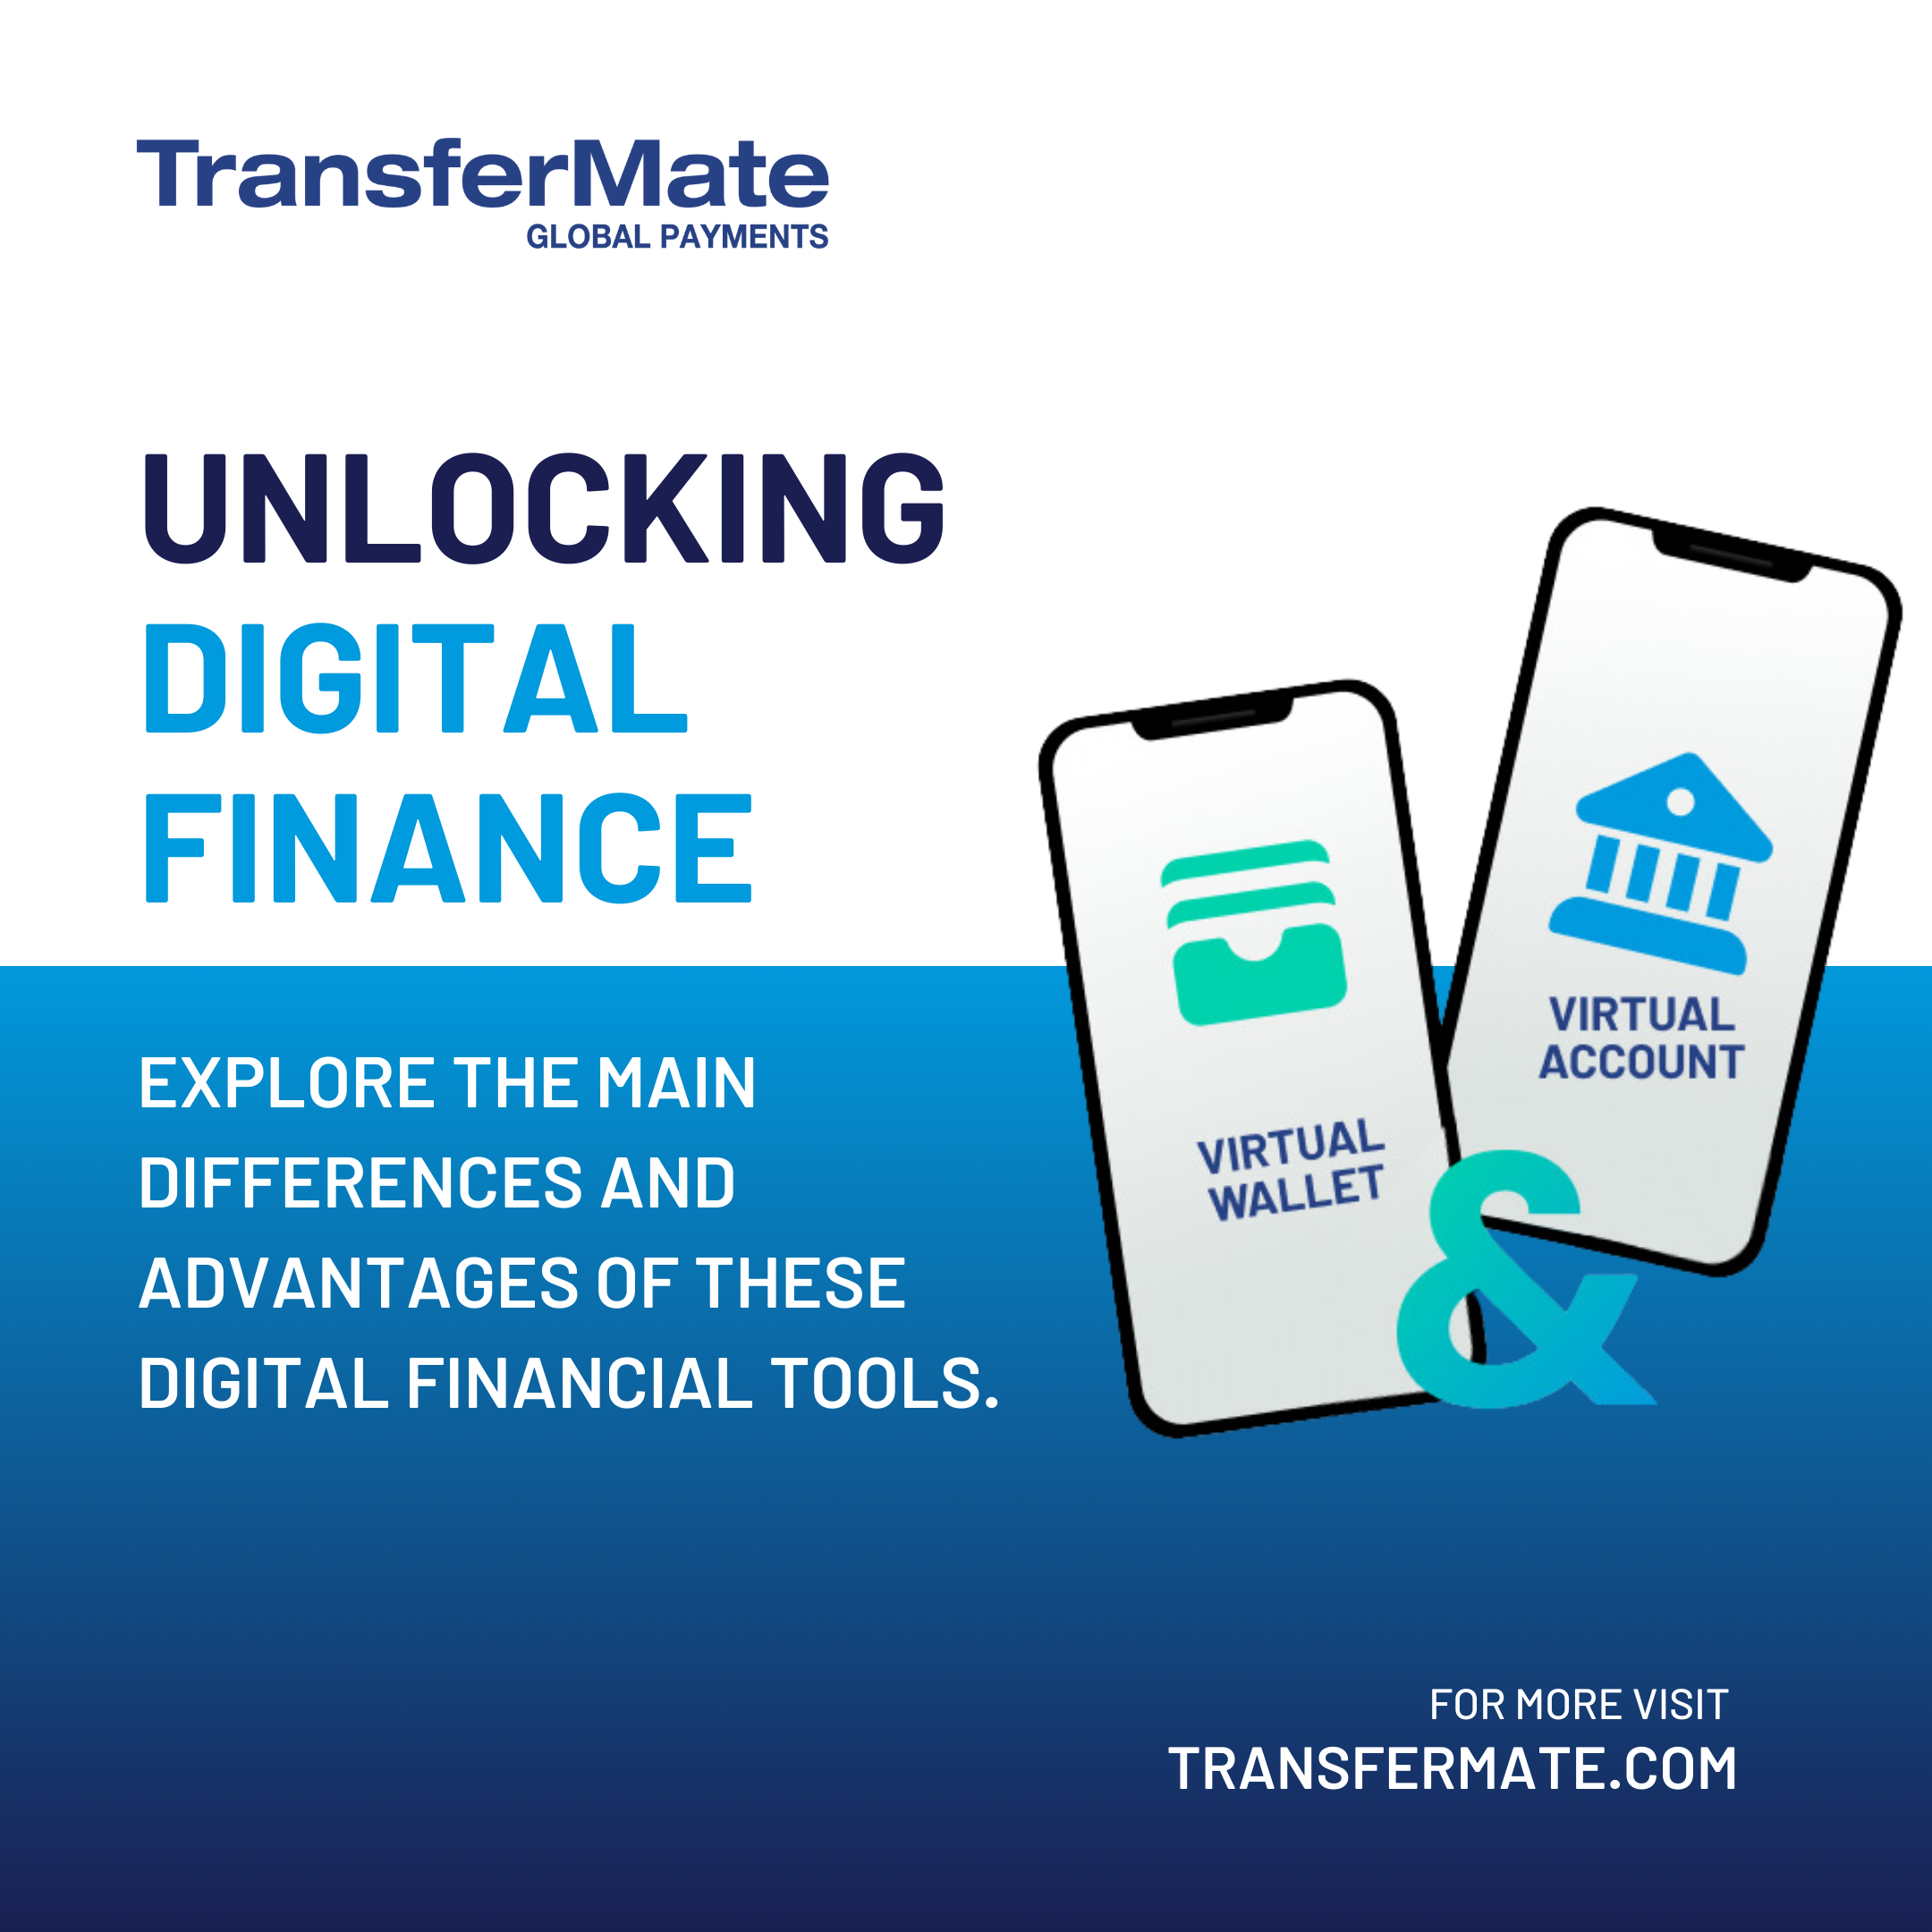 TransferMate
GLOBAL PAYMENTS
UNLOCKING
DIGITAL
FINANCE
EXPLORE THE MAIN
DIFFERENCES AND
ADVANTAGES OF THESE
DIGITAL FINANCIAL TOOLS.
VIRTUAL
WALLET
&
VIRTUAL
ACCOUNT
FOR MORE VISIT
TRANSFERMATE.COM